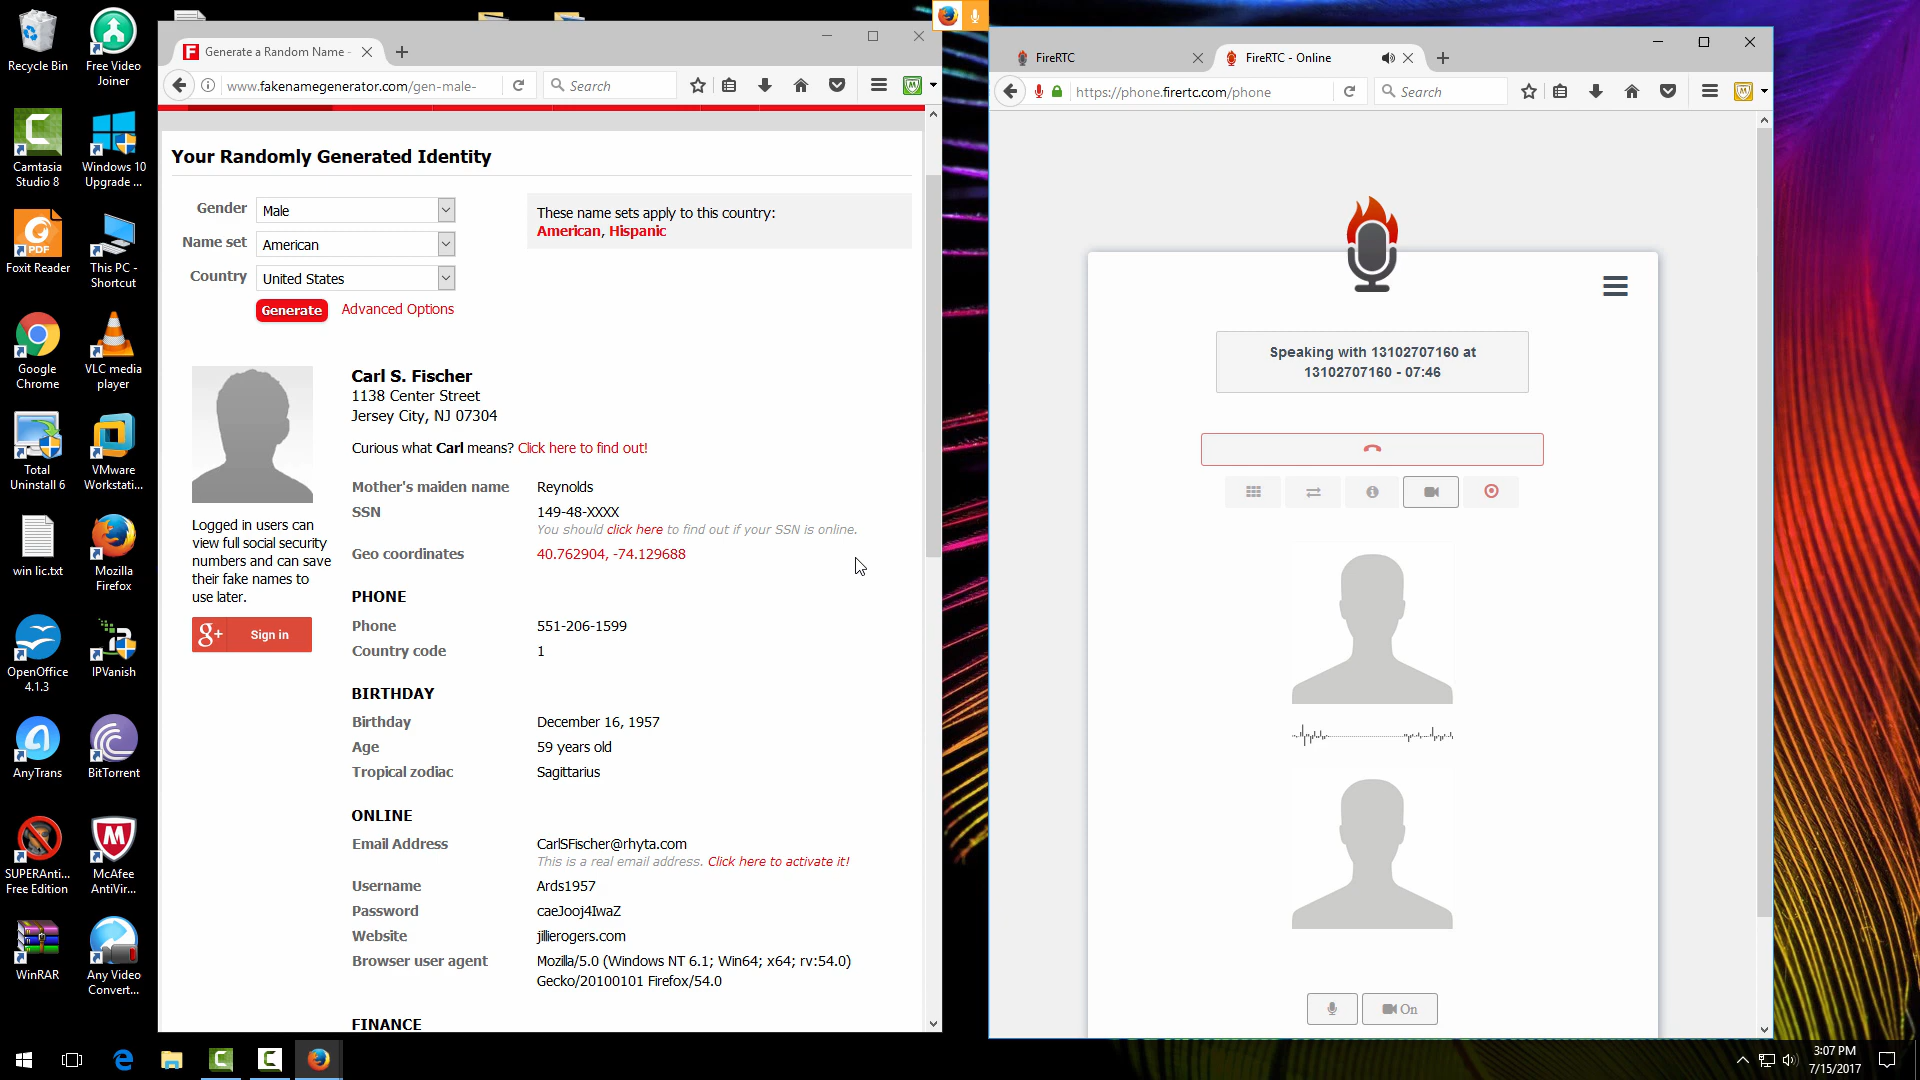 Recycle Bin
Free Video Joiner
Camtasia Studio 8
Windows 10 Upgrade ...
Foxit Reader
This PC - Shortcut
Google Chrome
VLC media player
Total Uninstall 6
VMware Workstati...
win lic.txt
Mozilla Firefox
OpenOffice 4.1.3
IPVanish
AnyTrans
BitTorrent
SUPERAnti... Free Edition
McAfee AntiVir...
WinRAR
Any Video Convert...
PDF
Generate a Random Name -
www.fakenamegenerator.com/gen-male-
Search
Your Randomly Generated Identity
Gender
Male
Name set
American
Country
United States
Generate
Advanced Options
These name sets apply to this country:
American, Hispanic
Carl S. Fischer
1138 Center Street
Jersey City, NJ 07304
Curious what Carl means? Click here to find out!
Mother's maiden name
Reynolds
SSN
149-48-XXXX
You should click here to find out if your SSN is online.
Geo coordinates
40.762904, -74.129688
Logged in users can
view full social security
numbers and can save
their fake names to
use later.
g+
Sign in
PHONE
Phone
551-206-1599
Country code
1
BIRTHDAY
Birthday
December 16, 1957
Age
59 years old
Tropical zodiac
Sagittarius
ONLINE
Email Address
CarlSFischer@rhyta.com
This is a real email address. Click here to activate it!
Username
Ards1957
Password
caeJooj4IwaZ
Website
jillierogers.com
Browser user agent
Mozilla/5.0 (Windows NT 6.1; Win64; x64; rv:54.0)
Gecko/20100101 Firefox/54.0
FINANCE
FireRTC
FireRTC - Online
https://phone.firertc.com/phone
Search
Speaking with 13102707160 at
13102707160 - 07:46
On
3:07 PM
7/15/2017